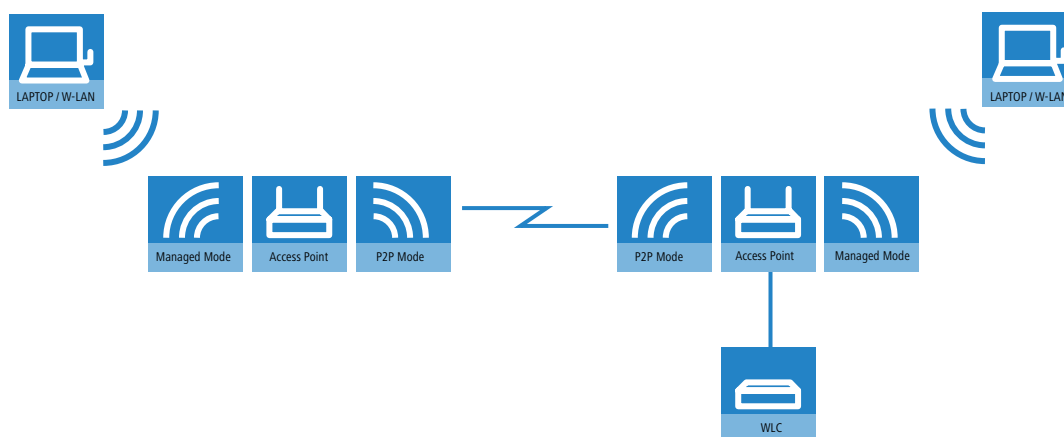 LAPTOP / W-LAN
LAPTOP / W-LAN
Managed Mode
Access Point
P2P Mode
P2P Mode
Access Point
Managed Mode
WLC